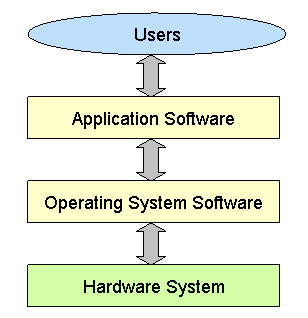 Users
Application Software
Operating System Software
Hardware System